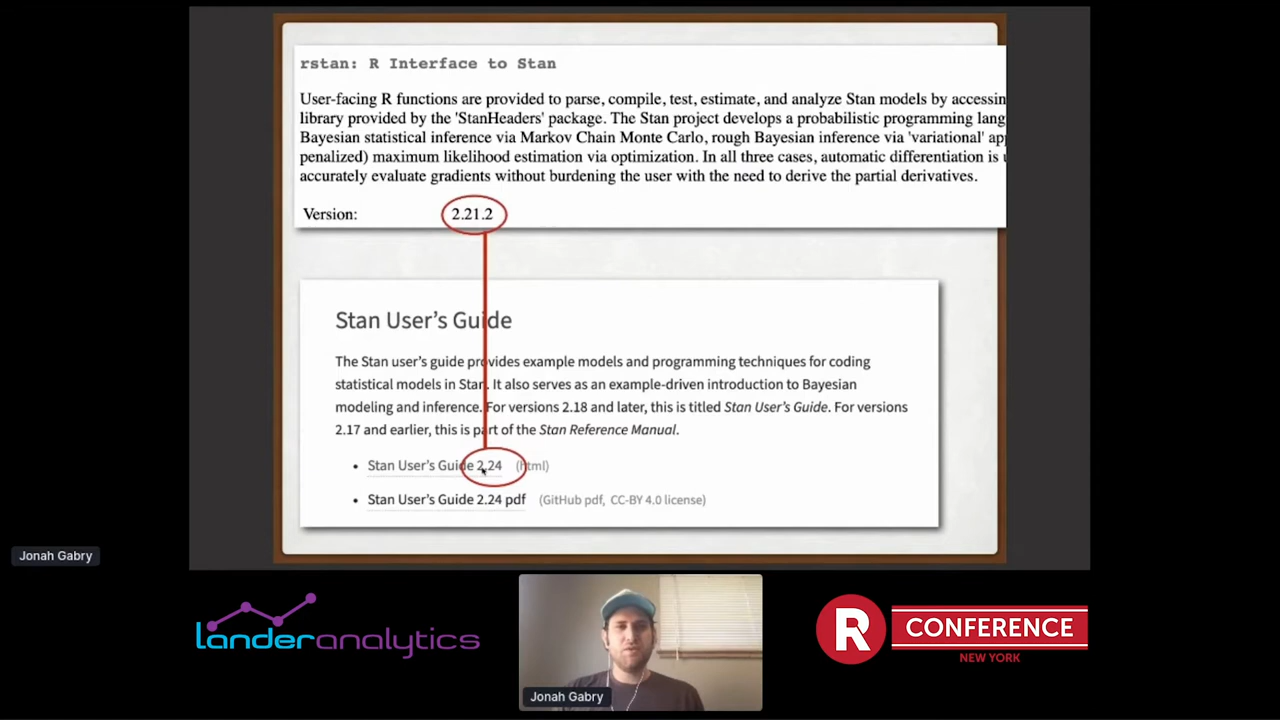 rstan: R Interface to Stan
User-facing R functions are provided to parse, compile, test, estimate, and analyze Stan models by accessin
library provided by the 'StanHeaders' package. The Stan project develops a probabilistic programming lang
Bayesian statistical inference via Markov Chain Monte Carlo, rough Bayesian inference via 'variational' ap
penalized) maximum likelihood estimation via optimization. In all three cases, automatic differentiation is u
accurately evaluate gradients without burdening the user with the need to derive the partial derivatives.
Version: 2.21.2
Stan User's Guide
The Stan user's guide provides example models and programming techniques for coding
statistical models in Stan. It also serves as an example-driven introduction to Bayesian
modeling and inference. For versions 2.18 and later, this is titled Stan User's Guide. For versions
2.17 and earlier, this is part of the Stan Reference Manual.
• Stan User's Guide 2.24 (html)
• Stan User's Guide 2.24 pdf (GitHub pdf, CC-BY 4.0 license)
Jonah Gabry
landeranalytics
Jonah Gabry
R CONFERENCE
NEW YORK